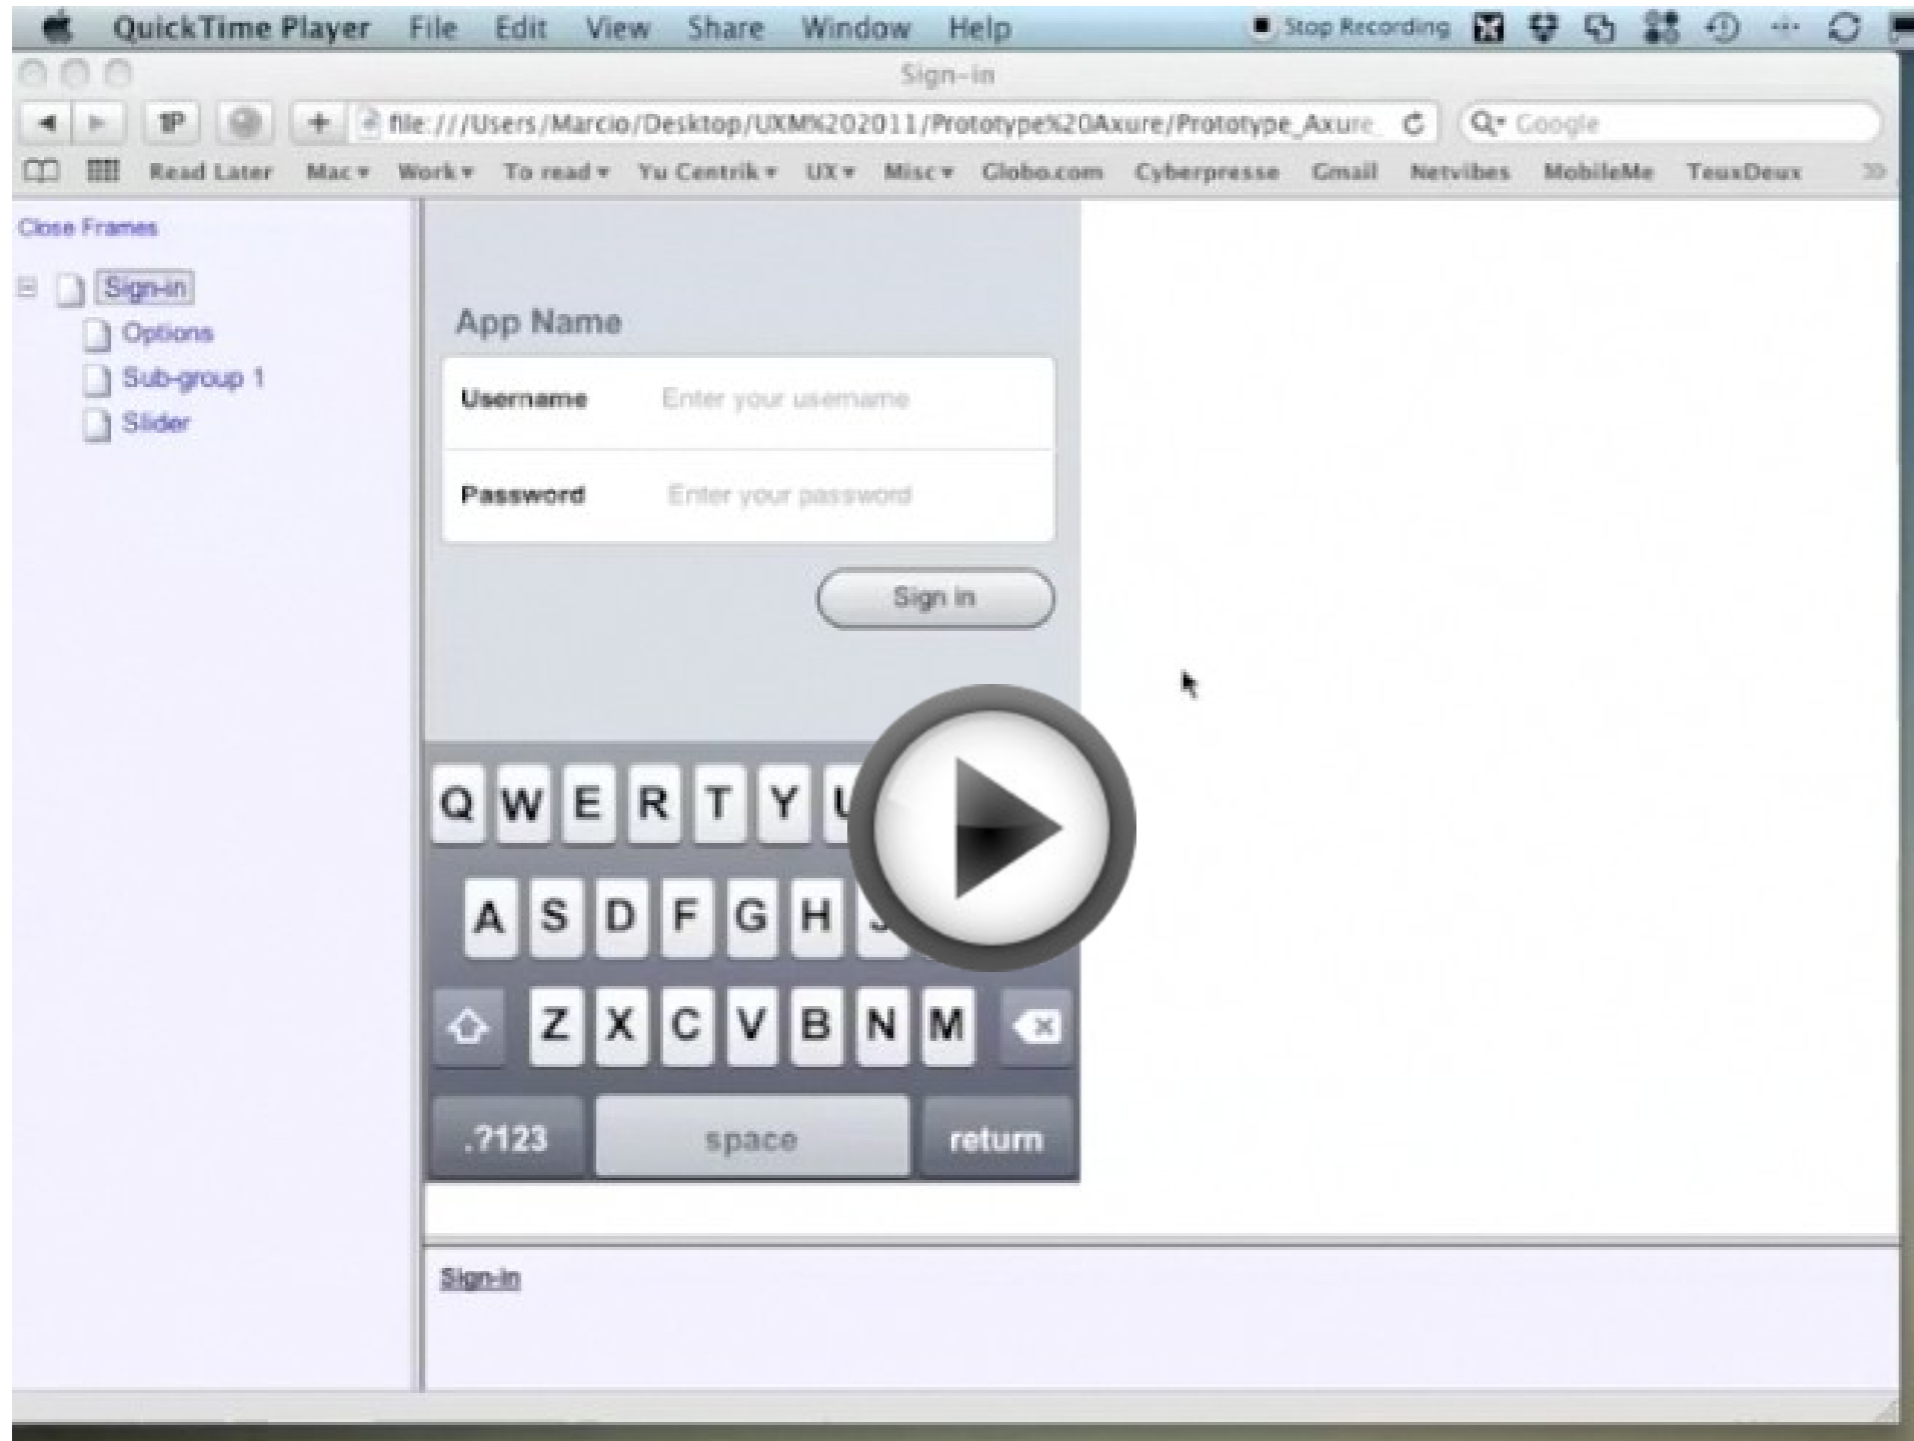 QuickTime Player File Edit View Share Window Help Stop Recording
Sign-in
1P + file:///Users/Marcio/Desktop/UXM%202011/Prototype%20Axure/Prototype_Axure_ Google
Read Later Mac Work To read Yu Centrik UX Misc Globo.com Cyberpresse Gmail Netvibes MobileMe TeuxDeux
Close Frames
Sign-in
Options
Sub-group 1
Slider
App Name
Username Enter your username
Password Enter your password
Sign in
Q W E R T Y U
A S D F G H J
Z X C V B N M
.?123 space return
Sign-in